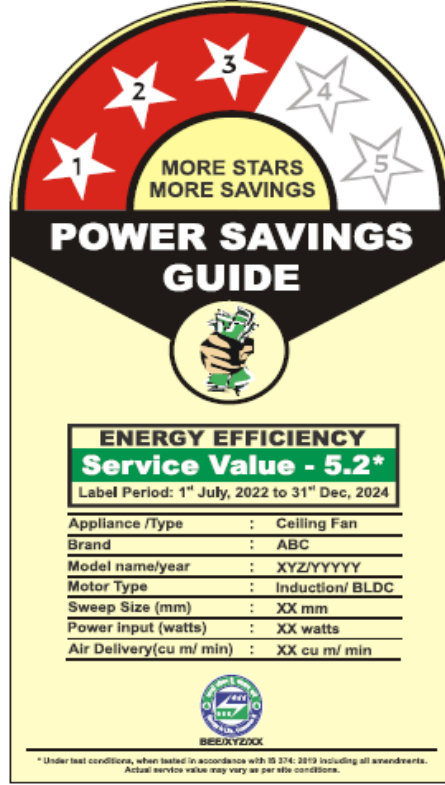 1
2
3
4
5
MORE STARS
MORE SAVINGS
POWER SAVINGS
GUIDE
ENERGY EFFICIENCY
Service Value - 5.2*
Label Period: 1st July, 2022 to 31st Dec, 2024
Appliance /Type : Ceiling Fan
Brand : ABC
Model name/year : XYZ/YYYYY
Motor Type : Induction/ BLDC
Sweep Size (mm) : XX mm
Power input (watts) : XX watts
Air Delivery(cu m/ min) : XX cu m/ min
BEE/XYZ/XX
* Under test conditions, when tested in accordance with IS 374: 2019 including all amendments.
Actual service value may vary as per site conditions.